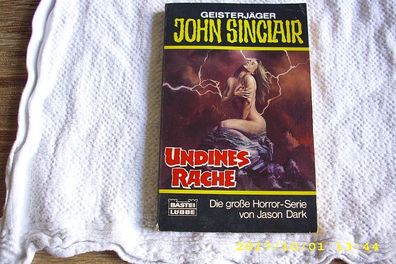 GEISTERJÄGER
JOHN SINCLAIR
UNDINES
RACHE
Die große Horror-Serie
von Jason Dark
BASTEI
LÜBBE